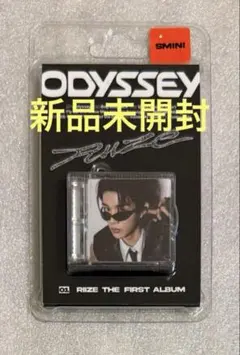 SMINI
ODYSSEY
新品未開封
RIIZE
01 RIIZE THE FIRST ALBUM